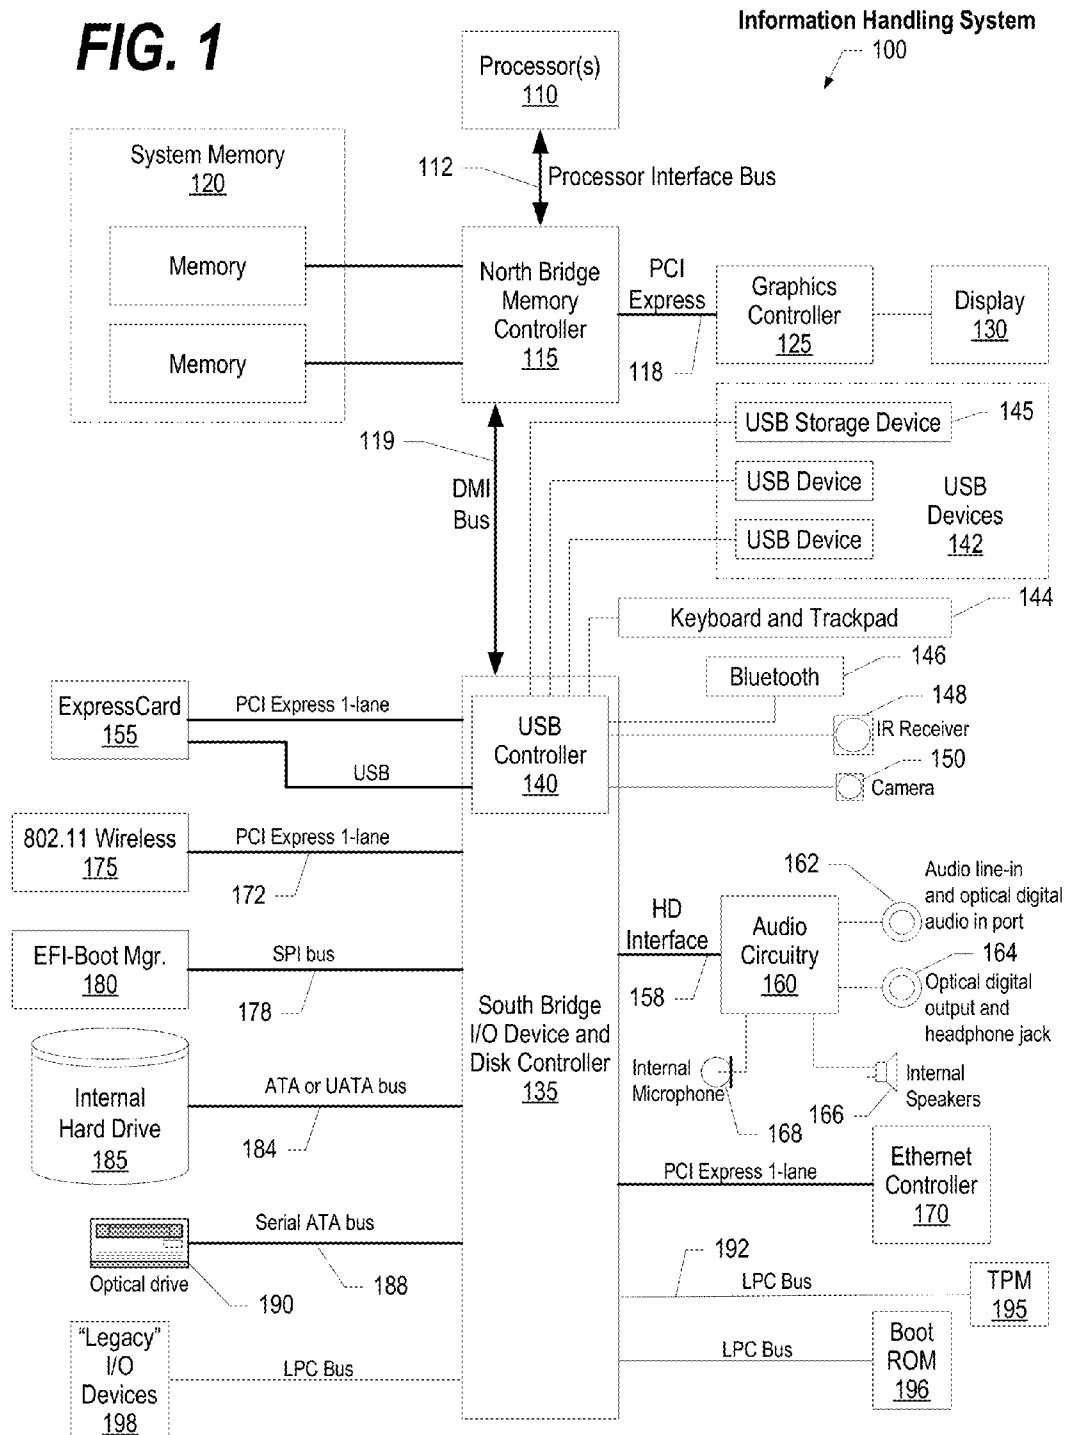 FIG. 1
Information Handling System
100
Processor(s)
110
112
Processor Interface Bus
System Memory
120
Memory
Memory
North Bridge
Memory
Controller
115
PCI
Express
118
Graphics
Controller
125
Display
130
119
DMI
Bus
USB Storage Device
145
USB Device
USB Device
USB
Devices
142
Keyboard and Trackpad
144
Bluetooth
146
148
IR Receiver
150
Camera
ExpressCard
155
PCI Express 1-lane
USB
USB
Controller
140
802.11 Wireless
175
PCI Express 1-lane
172
EFI-Boot Mgr.
180
SPI bus
178
Internal
Hard Drive
185
ATA or UATA bus
184
South Bridge
I/O Device and
Disk Controller
135
HD
Interface
158
Audio
Circuitry
160
162
Audio line-in
and optical digital
audio in port
164
Optical digital
output and
headphone jack
Internal
Microphone
168
Internal
Speakers
166
PCI Express 1-lane
Ethernet
Controller
170
Optical drive
190
Serial ATA bus
188
192
LPC Bus
TPM
195
"Legacy"
I/O
Devices
198
LPC Bus
LPC Bus
Boot
ROM
196